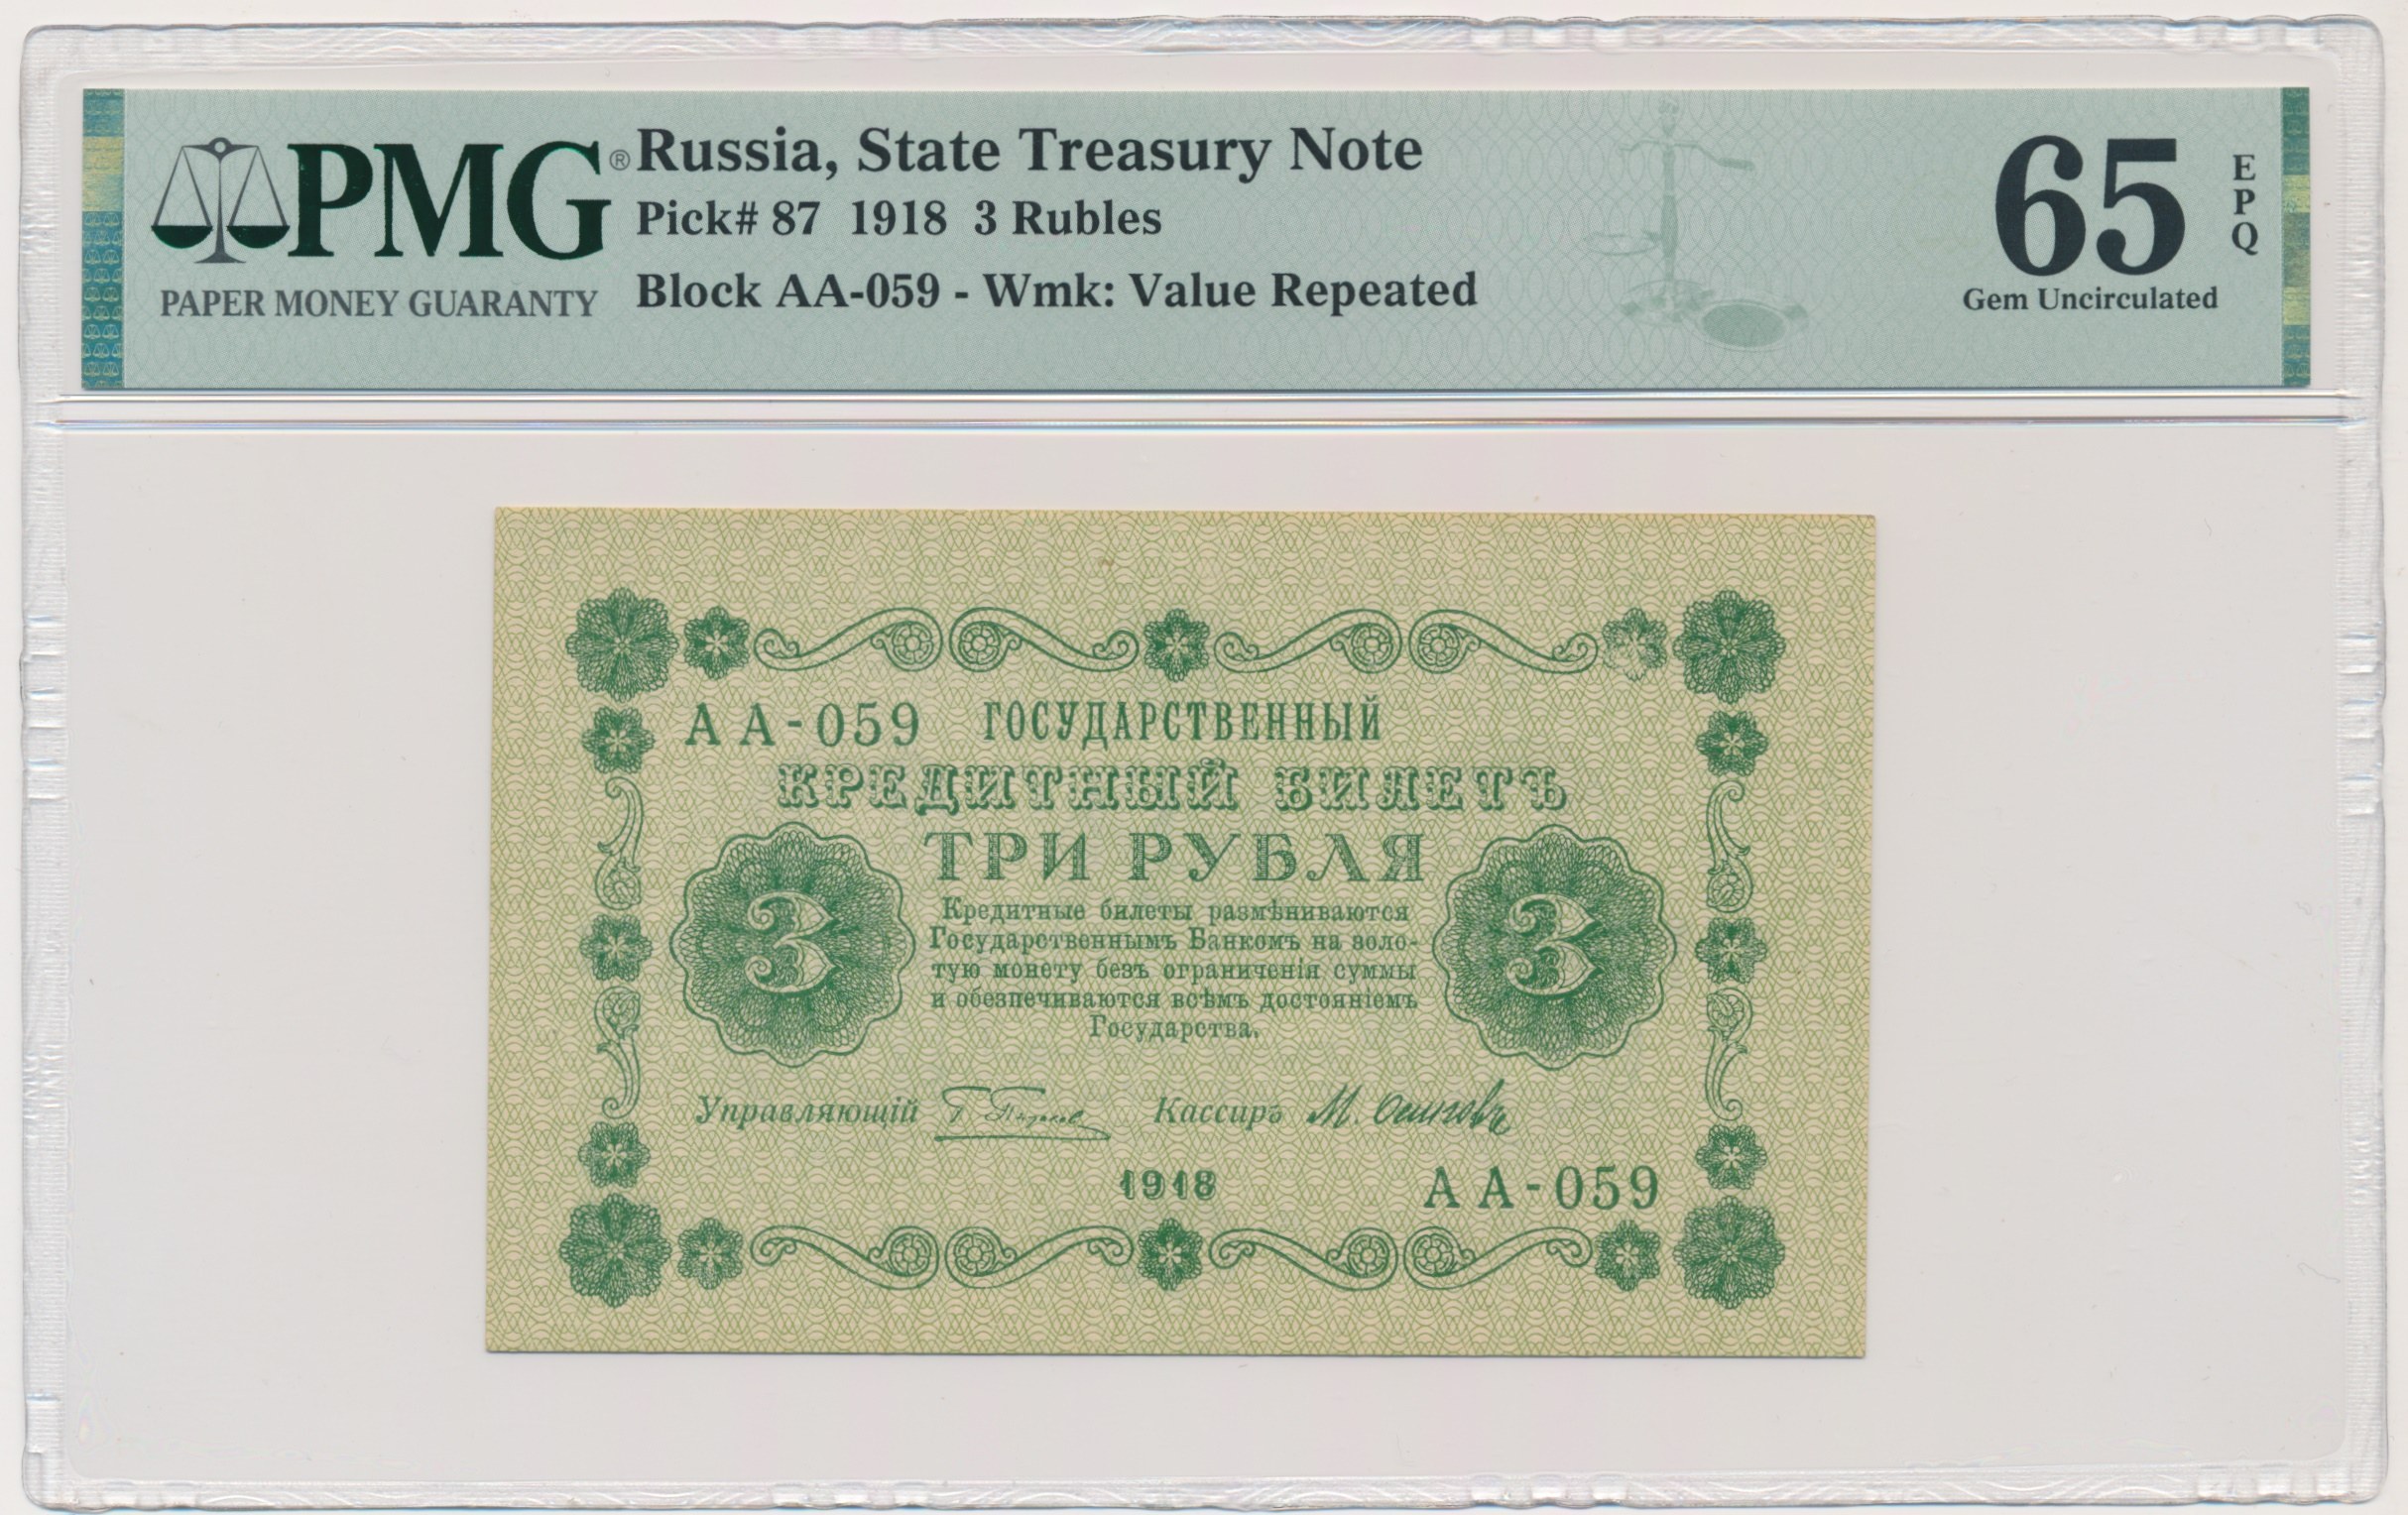 PMG®
PAPER MONEY GUARANTY
Russia, State Treasury Note
Pick# 87 1918 3 Rubles
Block AA-059 - Wmk: Value Repeated
65
EPQ
Gem Uncirculated
АА-059 ГОСУДАРСТВЕННЫЙ
КРЕДИТНЫЙ БИЛЕТЪ
ТРИ РУБЛЯ
3 3
Кредитные билеты размѣниваются
Государственнымъ Банкомъ на золо-
тую монету безъ ограниченія суммы
и обезпечиваются всѣмъ достояніемъ
Государства.
Управляющій Кассиръ М. Осиповъ
1918 АА-059